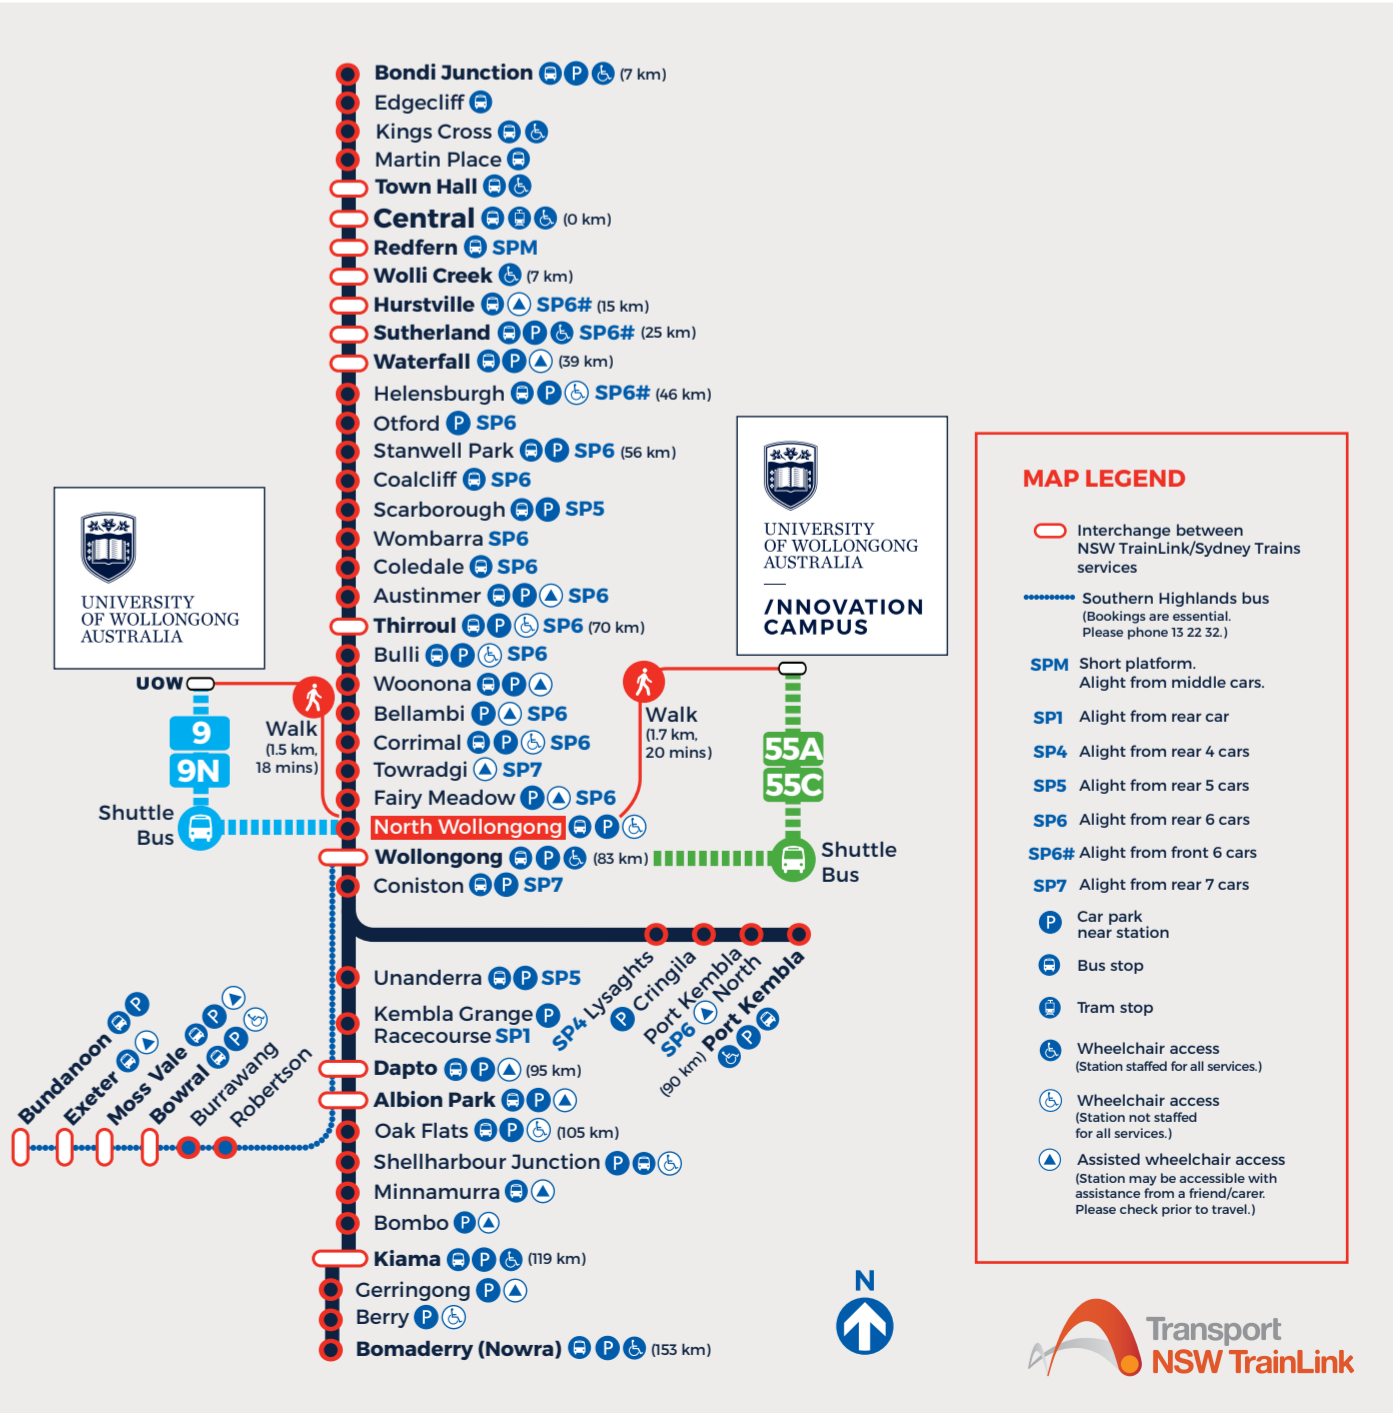 Bondi Junction P (7 km)
Edgecliff
Kings Cross
Martin Place
Town Hall
Central (0 km)
Redfern SPM
Wolli Creek (7 km)
Hurstville SP6# (15 km)
Sutherland P SP6# (25 km)
Waterfall P (39 km)
Helensburgh P SP6# (46 km)
Otford P SP6
Stanwell Park P SP6 (56 km)
Coalcliff SP6
Scarborough P SP5
Wombarra SP6
Coledale SP6
Austinmer P SP6
Thirroul P SP6 (70 km)
Bulli P SP6
Woonona P
Bellambi P SP6
Corrimal P SP6
Towradgi SP7
Fairy Meadow P SP6
North Wollongong P
Wollongong P (83 km)
Coniston P SP7
Unanderra P SP5
Kembla Grange P
Racecourse SP1
Dapto P (95 km)
Albion Park P
Oak Flats P (105 km)
Shellharbour Junction P
Minnamurra
Bombo P
Kiama P (119 km)
Gerringong P
Berry P
Bomaderry (Nowra) P (153 km)
SP4 Lysaghts
P Cringila
Port Kembla
SP6 North
Port Kembla
(90 km) P
UNIVERSITY
OF WOLLONGONG
AUSTRALIA
UOW
9
9N
Shuttle
Bus
Walk
(1.5 km,
18 mins)
UNIVERSITY
OF WOLLONGONG
AUSTRALIA
/NNOVATION
CAMPUS
Walk
(1.7 km,
20 mins)
55A
55C
Shuttle
Bus
Bundanoon P
Exeter
Moss Vale P
Bowral P
Burrawang
Robertson
MAP LEGEND
Interchange between
NSW TrainLink/Sydney Trains
services
Southern Highlands bus
(Bookings are essential.
Please phone 13 22 32.)
SPM Short platform.
Alight from middle cars.
SP1 Alight from rear car
SP4 Alight from rear 4 cars
SP5 Alight from rear 5 cars
SP6 Alight from rear 6 cars
SP6# Alight from front 6 cars
SP7 Alight from rear 7 cars
P Car park
near station
Bus stop
Tram stop
Wheelchair access
(Station staffed for all services.)
Wheelchair access
(Station not staffed
for all services.)
Assisted wheelchair access
(Station may be accessible with
assistance from a friend/carer.
Please check prior to travel.)
N
Transport
NSW TrainLink